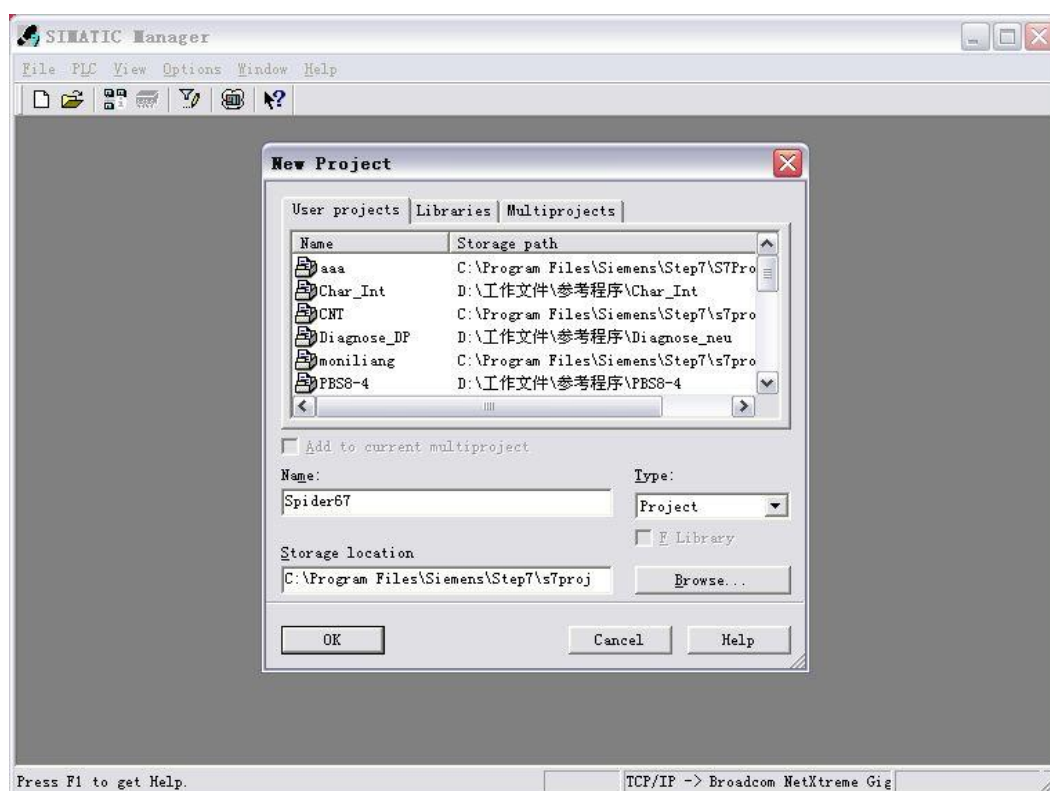 SIMATIC Manager
File PLC View Options Window Help
New Project
User projects Libraries Multiprojects
Name Storage path
aaa C:\Program Files\Siemens\Step7\S7Pro
Char_Int D:\工作文件\参考程序\Char_Int
CNT C:\Program Files\Siemens\Step7\s7pro
Diagnose_DP D:\工作文件\参考程序\Diagnose_neu
moniliang C:\Program Files\Siemens\Step7\s7pro
PBS8-4 D:\工作文件\参考程序\PBS8-4
Add to current multiproject
Name: Type:
Spider67 Project
F Library
Storage location
C:\Program Files\Siemens\Step7\s7proj Browse...
OK Cancel Help
Press F1 to get Help. TCP/IP -> Broadcom NetXtreme Gig